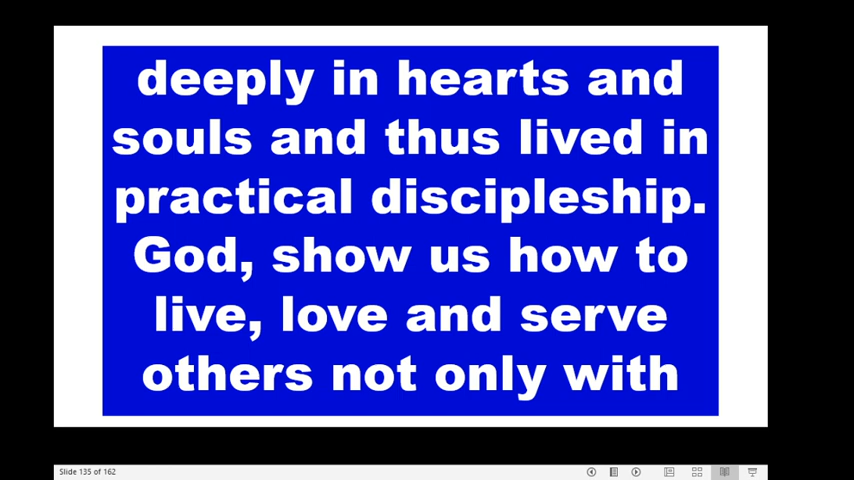 deeply in hearts and
souls and thus lived in
practical discipleship.
God, show us how to
live, love and serve
others not only with
Slide 135 of 162